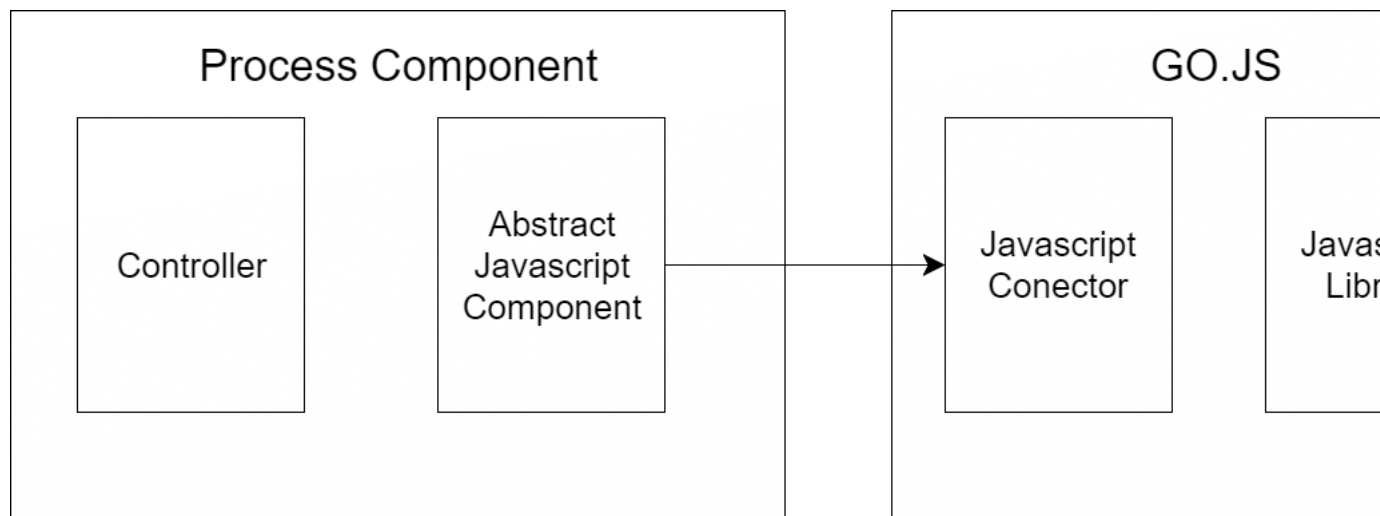 Process Component
GO.JS
Controller
Abstract
Javascript
Component
Javascript
Conector